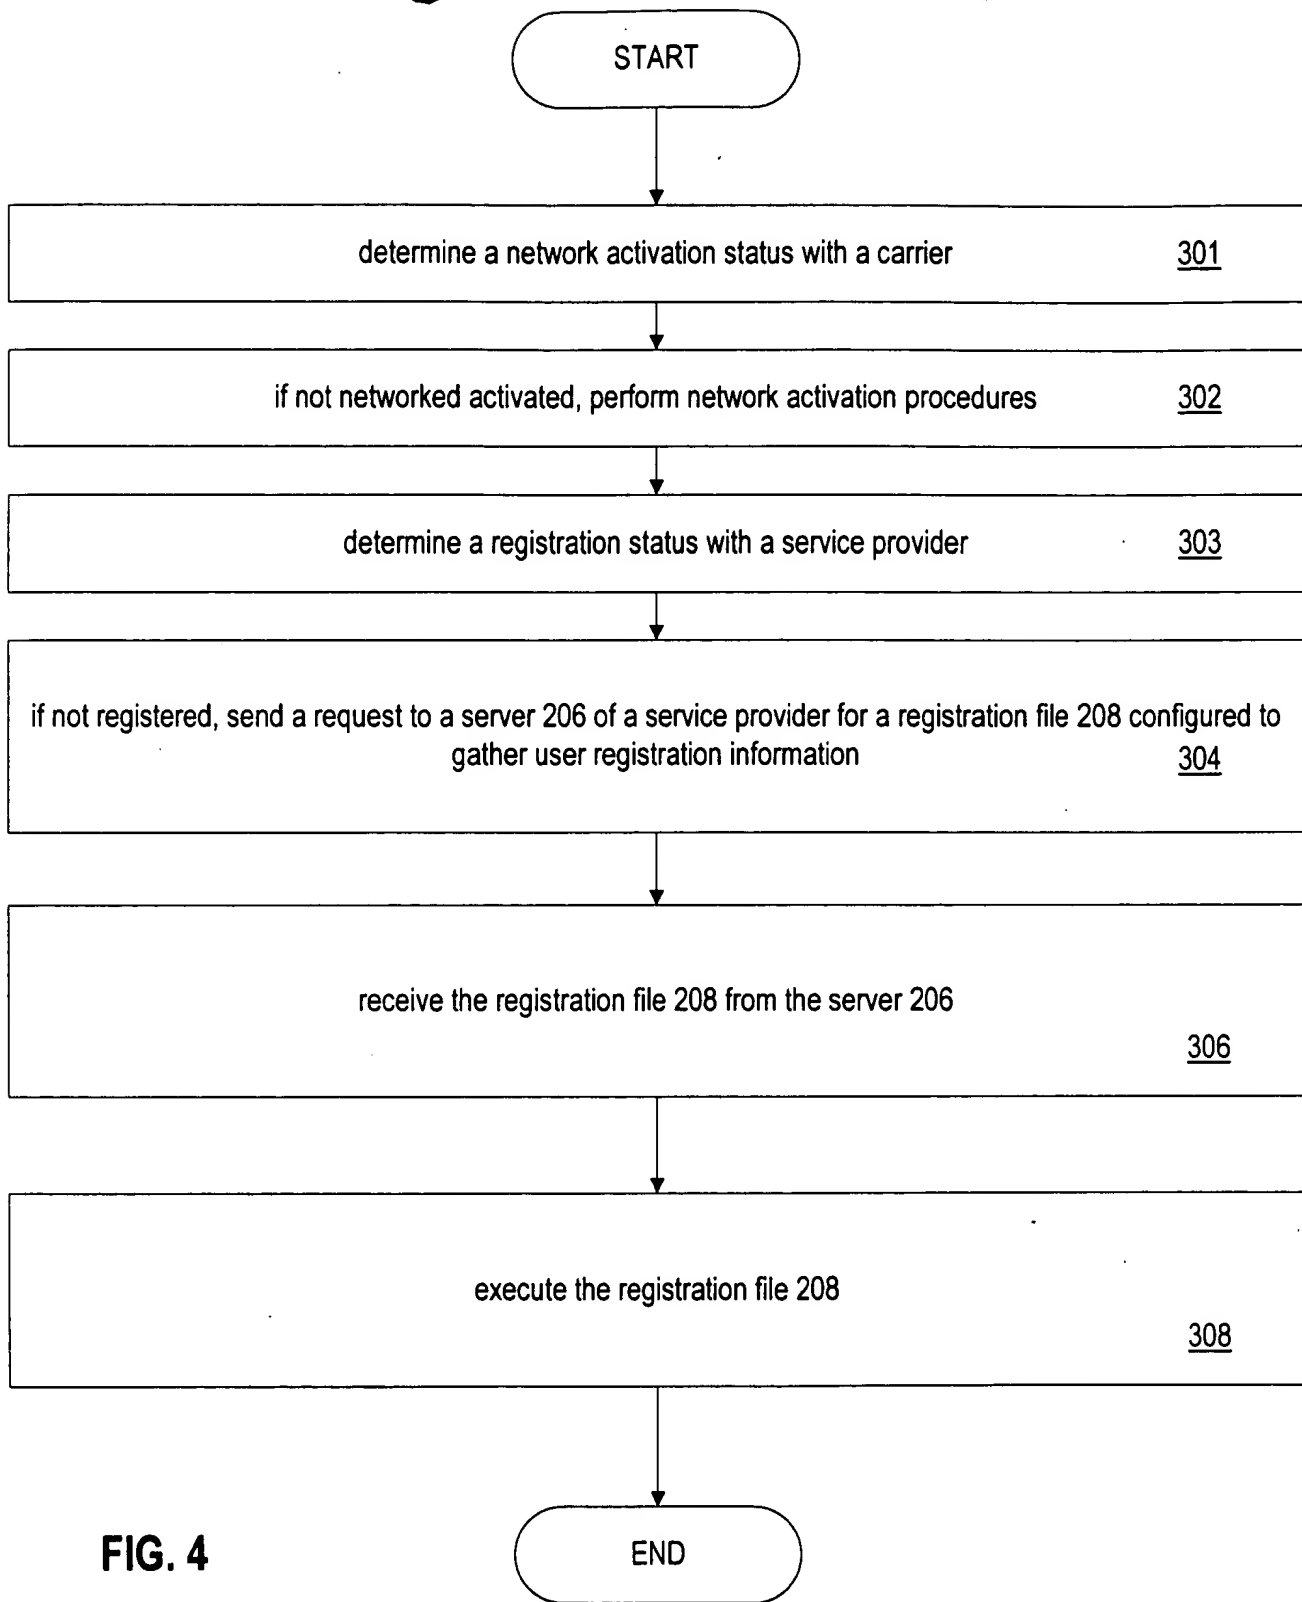 START
determine a network activation status with a carrier 301
if not networked activated, perform network activation procedures 302
determine a registration status with a service provider 303
if not registered, send a request to a server 206 of a service provider for a registration file 208 configured to
gather user registration information 304
receive the registration file 208 from the server 206
306
execute the registration file 208
308
END
FIG. 4